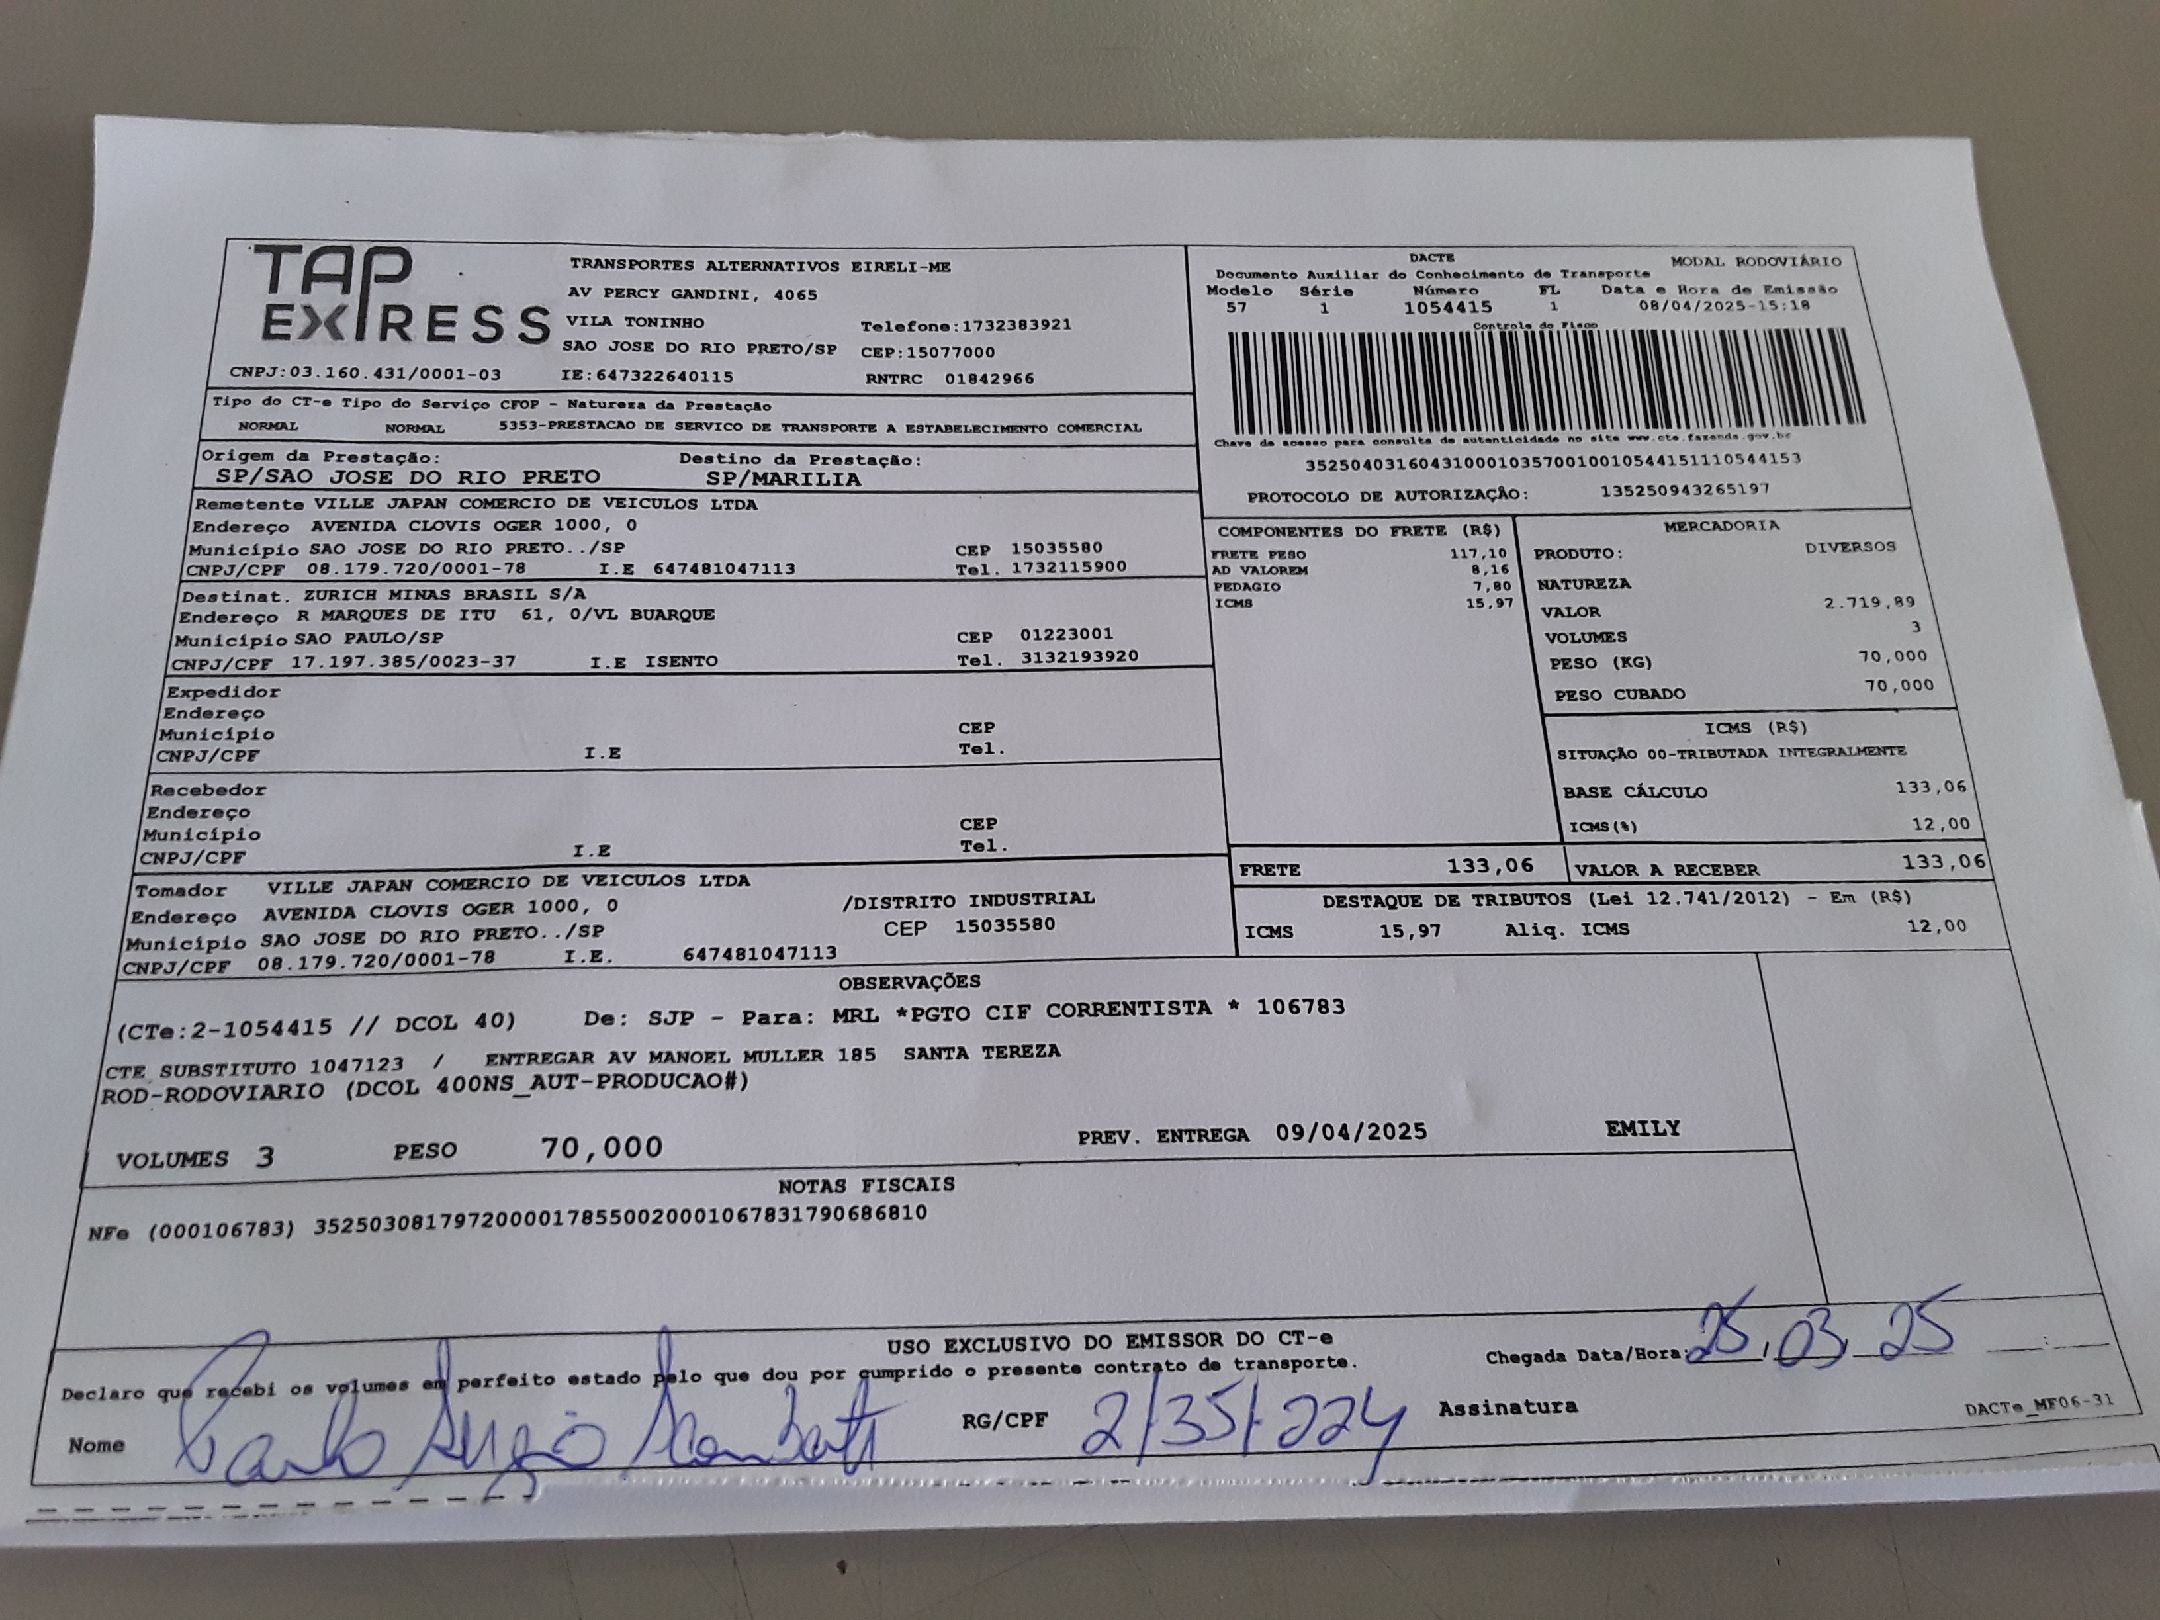 TAP EXPRESS
TRANSPORTES ALTERNATIVOS EIRELI-ME
AV PERCY GANDINI, 4065
VILA TONINHO Telefone:1732383921
SAO JOSE DO RIO PRETO/SP CEP:15077000
CNPJ:03.160.431/0001-03 IE:647322640115 RNTRC 01842966
DACTE MODAL RODOVIÁRIO
Documento Auxiliar do Conhecimento de Transporte
Modelo Série Número FL Data e Hora de Emissão
57 1 1054415 1 08/04/2025-15:18
Controle do Fisco
Chave de acesso para consulta de autenticidade no site www.cte.fazenda.gov.br
35250403160431000103570010010544151110544153
PROTOCOLO DE AUTORIZAÇÃO: 135250943265197
Tipo do CT-e Tipo do Serviço CFOP - Natureza da Prestação
NORMAL NORMAL 5353-PRESTACAO DE SERVICO DE TRANSPORTE A ESTABELECIMENTO COMERCIAL
Origem da Prestação: Destino da Prestação:
SP/SAO JOSE DO RIO PRETO SP/MARILIA
Remetente VILLE JAPAN COMERCIO DE VEICULOS LTDA
Endereço AVENIDA CLOVIS OGER 1000, 0
Município SAO JOSE DO RIO PRETO../SP CEP 15035580
CNPJ/CPF 08.179.720/0001-78 I.E 647481047113 Tel. 1732115900
Destinat. ZURICH MINAS BRASIL S/A
Endereço R MARQUES DE ITU 61, 0/VL BUARQUE
Município SAO PAULO/SP CEP 01223001
CNPJ/CPF 17.197.385/0023-37 I.E ISENTO Tel. 3132193920
Expedidor
Endereço
Município CEP
CNPJ/CPF I.E Tel.
Recebedor
Endereço
Município CEP
CNPJ/CPF I.E Tel.
Tomador VILLE JAPAN COMERCIO DE VEICULOS LTDA
Endereço AVENIDA CLOVIS OGER 1000, 0 /DISTRITO INDUSTRIAL
Município SAO JOSE DO RIO PRETO../SP CEP 15035580
CNPJ/CPF 08.179.720/0001-78 I.E. 647481047113
COMPONENTES DO FRETE (R$)
FRETE PESO 117,10
AD VALOREM 8,16
PEDAGIO 7,80
ICMS 15,97
MERCADORIA
PRODUTO: DIVERSOS
NATUREZA
VALOR 2.719,89
VOLUMES 3
PESO (KG) 70,000
PESO CUBADO 70,000
ICMS (R$)
SITUAÇÃO 00-TRIBUTADA INTEGRALMENTE
BASE CÁLCULO 133,06
ICMS(%) 12,00
FRETE 133,06 VALOR A RECEBER 133,06
DESTAQUE DE TRIBUTOS (Lei 12.741/2012) - Em (R$)
ICMS 15,97 Aliq. ICMS 12,00
OBSERVAÇÕES
(CTe:2-1054415 // DCOL 40) De: SJP - Para: MRL *PGTO CIF CORRENTISTA * 106783
CTE SUBSTITUTO 1047123 / ENTREGAR AV MANOEL MULLER 185 SANTA TEREZA
ROD-RODOVIARIO (DCOL 400NS_AUT-PRODUCAO#)
VOLUMES 3 PESO 70,000 PREV. ENTREGA 09/04/2025 EMILY
NOTAS FISCAIS
NFe (000106783) 35250308179720000178550020001067831790686810
USO EXCLUSIVO DO EMISSOR DO CT-e
Declaro que recebi os volumes em perfeito estado pelo que dou por cumprido o presente contrato de transporte. Chegada Data/Hora: 25.03.25
Nome Paulo Sergio RG/CPF Assinatura
DACTe_MF06-31